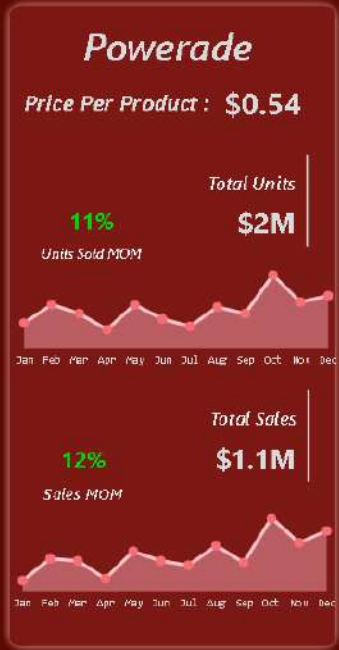 Powerade
Price Per Product : $0.54
Total Units
$2M
11%
Units Sold MOM
Jan Feb Mar Apr May Jun Jul Aug Sep Oct Nov Dec
Total Sales
$1.1M
12%
Sales MOM
Jan Feb Mar Apr May Jun Jul Aug Sep Oct Nov Dec